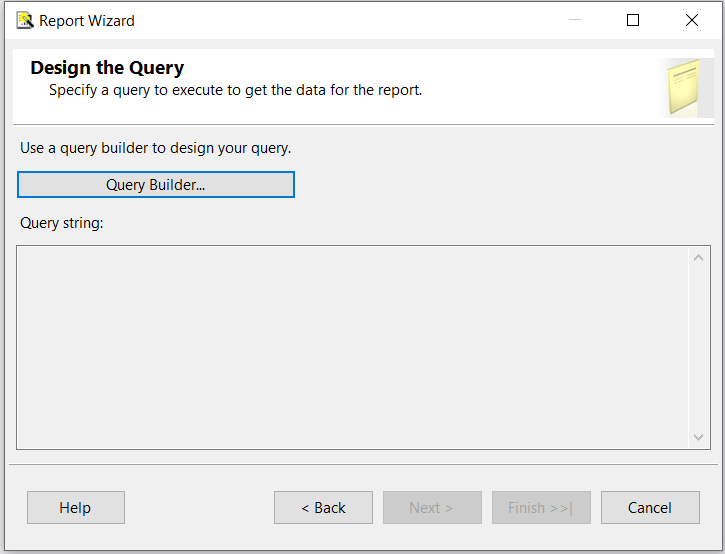 Report Wizard
Design the Query
Specify a query to execute to get the data for the report.
Use a query builder to design your query.
Query Builder...
Query string:
Help
< Back
Next >
Finish >>|
Cancel